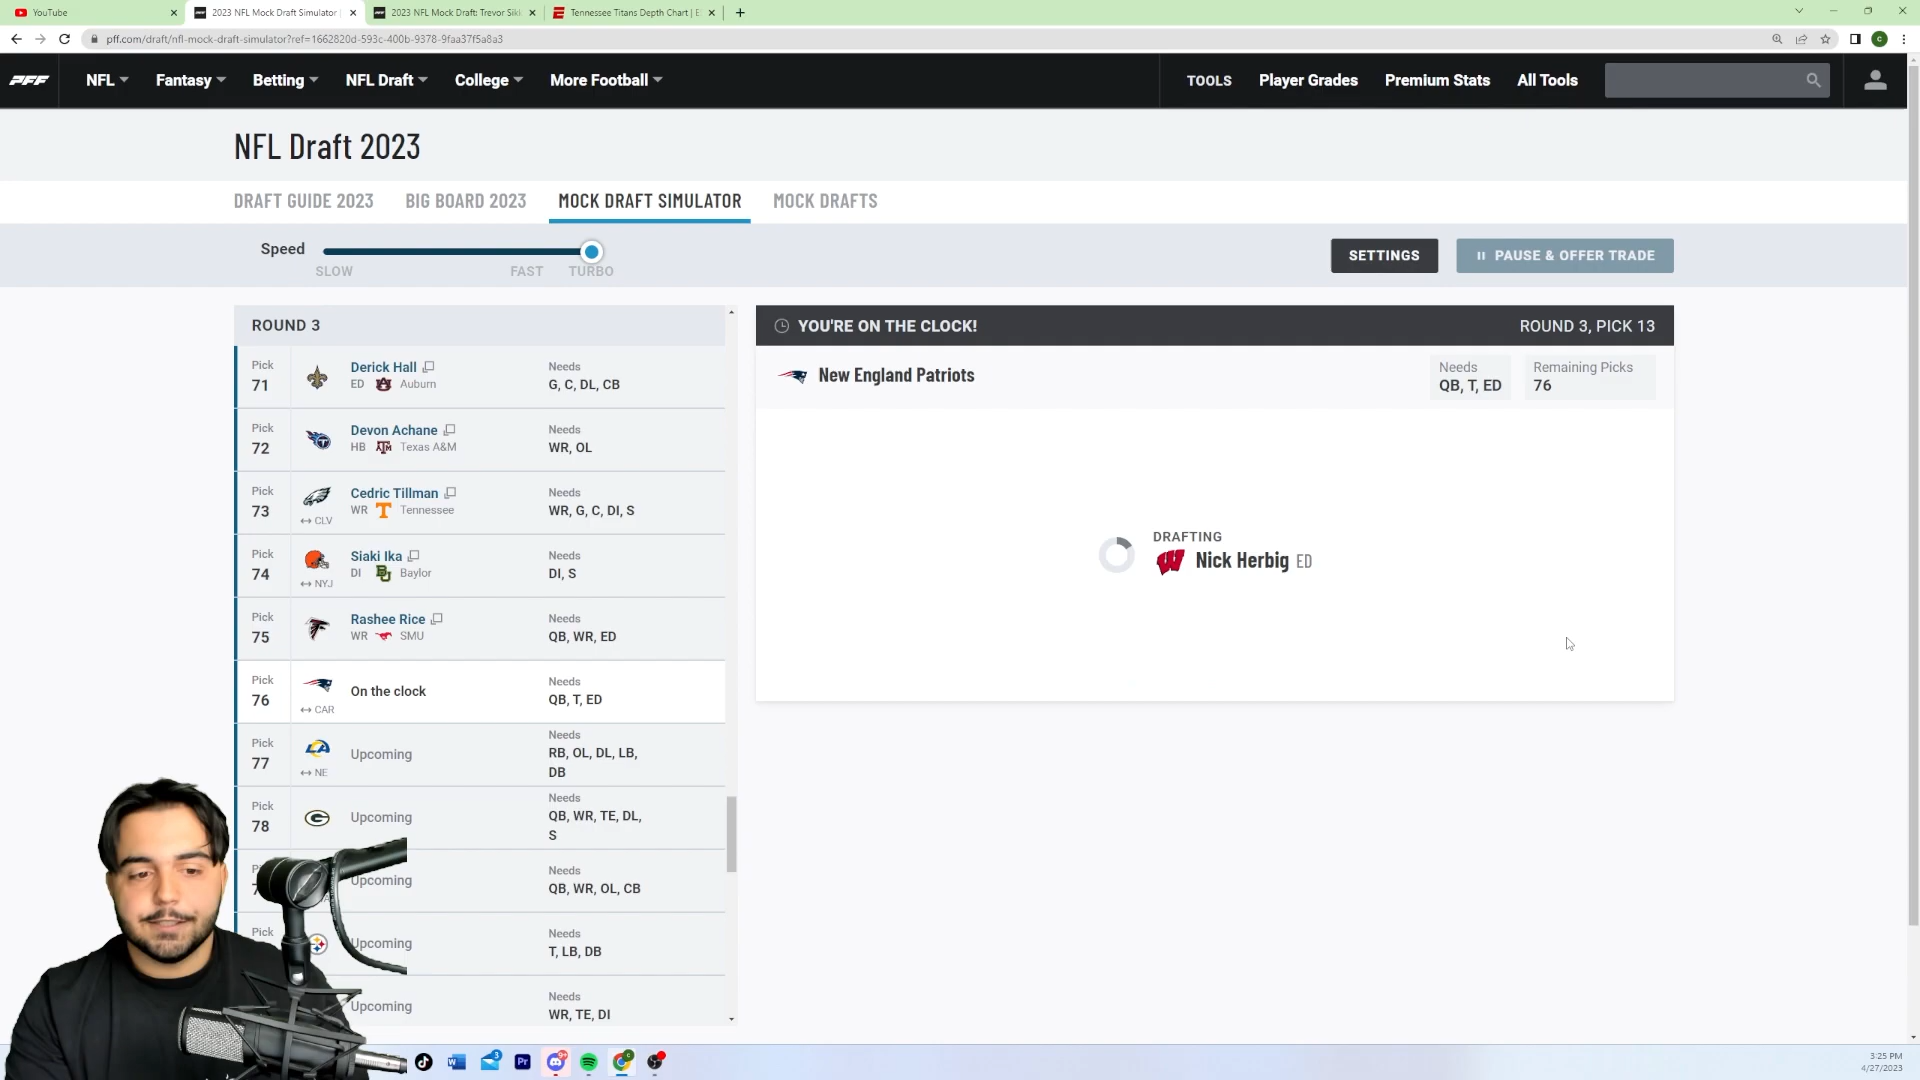 YouTube
2023 NFL Mock Draft Simulator |
2023 NFL Mock Draft: Trevor Sik
Tennessee Titans Depth Chart | E
pff.com/draft/nfl-mock-draft-simulator?ref=1662820d-593c-400b-9378-9faa37f5a8a3
PFF
NFL
Fantasy
Betting
NFL Draft
College
More Football
TOOLS
Player Grades
Premium Stats
All Tools
NFL Draft 2023
DRAFT GUIDE 2023
BIG BOARD 2023
MOCK DRAFT SIMULATOR
MOCK DRAFTS
Speed
SLOW
FAST
TURBO
SETTINGS
PAUSE & OFFER TRADE
ROUND 3
Pick
71
Derick Hall
ED
Auburn
Needs
G, C, DL, CB
Pick
72
Devon Achane
HB
Texas A&M
Needs
WR, OL
Pick
73
CLV
Cedric Tillman
WR
Tennessee
Needs
WR, G, C, DI, S
Pick
74
NYJ
Siaki Ika
DI
Baylor
Needs
DI, S
Pick
75
Rashee Rice
WR
SMU
Needs
QB, WR, ED
Pick
76
CAR
On the clock
Needs
QB, T, ED
Pick
77
NE
Upcoming
Needs
RB, OL, DL, LB,
DB
Pick
78
Upcoming
Needs
QB, WR, TE, DL,
S
Upcoming
Needs
QB, WR, OL, CB
Pick
Upcoming
Needs
T, LB, DB
Upcoming
Needs
WR, TE, DI
YOU'RE ON THE CLOCK!
ROUND 3, PICK 13
New England Patriots
Needs
QB, T, ED
Remaining Picks
76
DRAFTING
Nick Herbig ED
3:25 PM
4/27/2023